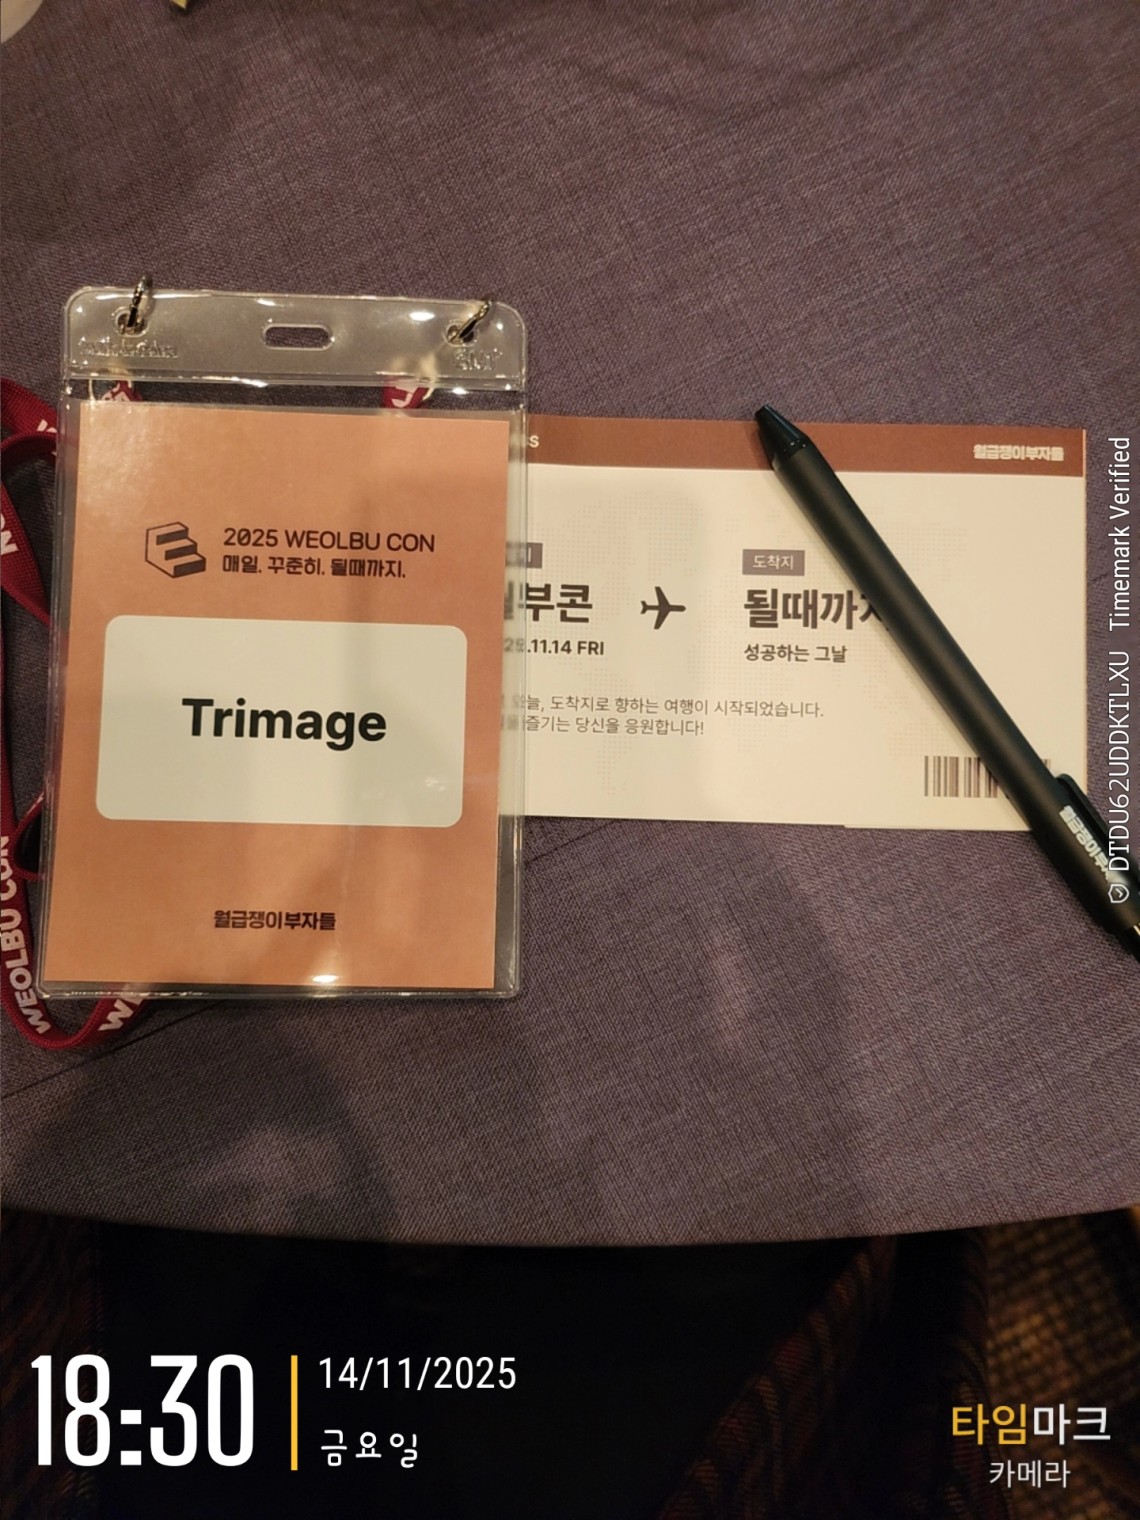 2025 WEOLBU CON
매일. 꾸준히. 될때까지.
Trimage
월급쟁이부자들
월급쟁이부자들
부콘
도착지
될때까지
.11.14 FRI
성공하는 그날
오늘, 도착지로 향하는 여행이 시작되었습니다.
즐기는 당신을 응원합니다!
WEOLBU CON
DTDU62UDDKTLXU Timemark Verified
18:30
14/11/2025
금요일
타임마크
카메라